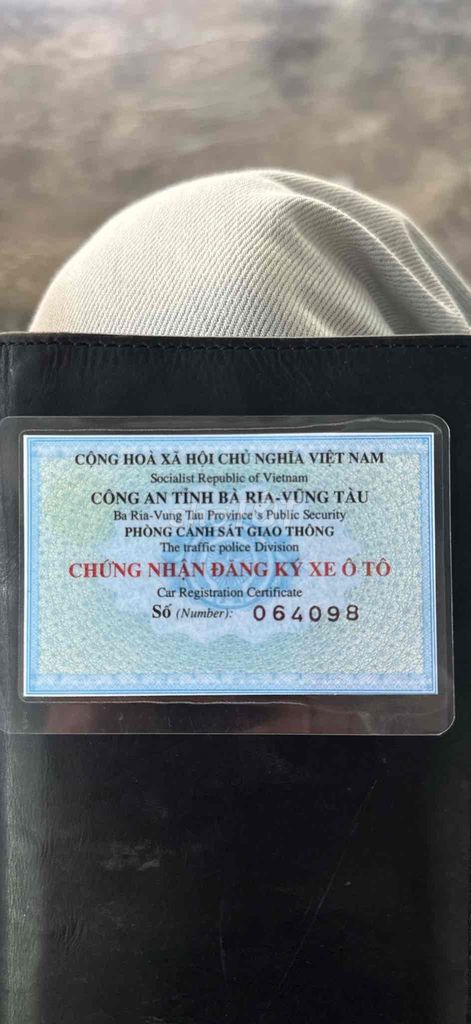 CỘNG HOÀ XÃ HỘI CHỦ NGHĨA VIỆT NAM
Socialist Republic of Vietnam
CÔNG AN TỈNH BÀ RỊA-VŨNG TÀU
Ba Ria-Vung Tau Province's Public Security
PHÒNG CẢNH SÁT GIAO THÔNG
The traffic police Division
CHỨNG NHẬN ĐĂNG KÝ XE Ô TÔ
Car Registration Certificate
Số (Number): 064098